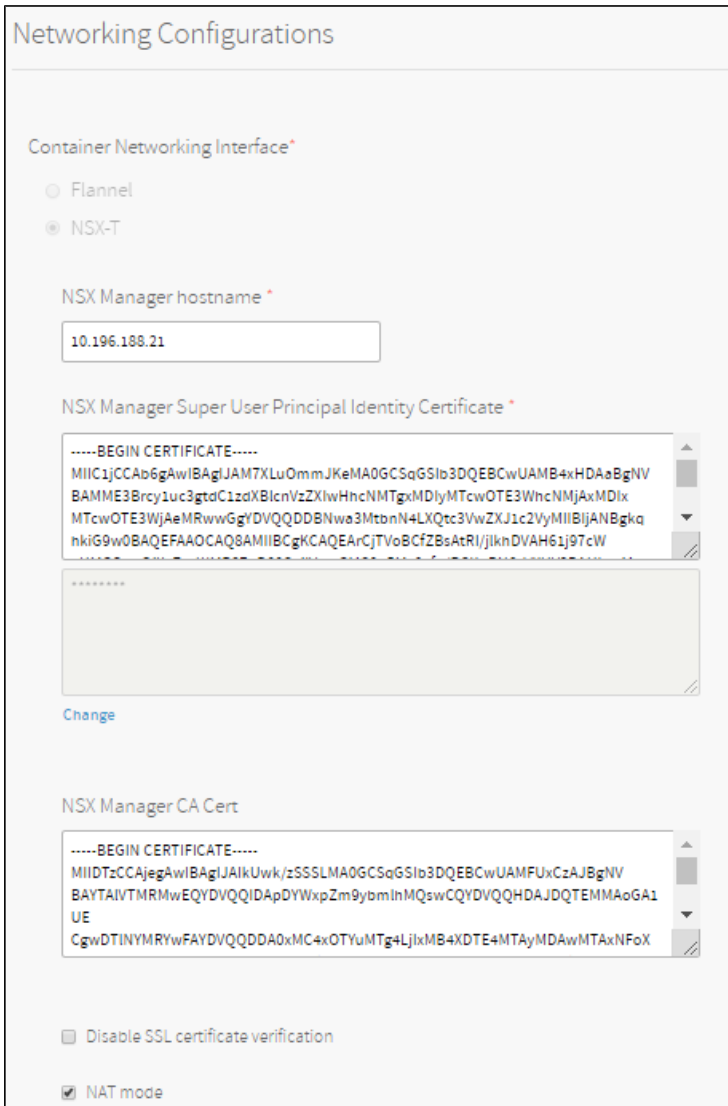 Networking Configurations
Container Networking Interface*
Flannel
NSX-T
NSX Manager hostname *
10.196.188.21
NSX Manager Super User Principal Identity Certificate *
-----BEGIN CERTIFICATE-----
MIIC1jCCAb6gAwIBAgIJAM7XLuOmmJKeMA0GCSqGSIb3DQEBCwUAMB4xHDAaBgNV
BAMME3Brcy1uc3gtdC1zdXBlcnVzZXIwHhcNMTgxMDIyMTcwOTE3WhcNMjAxMDIx
MTcwOTE3WjAeMRwwGgYDVQQDDBNwa3MtbnN4LXQtc3VwZXJ1c2VyMIIBIjANBgkq
hkiG9w0BAQEFAAOCAQ8AMIIBCgKCAQEArCjTVoBCfZBsAtRI/jlkhDVAH61j97cW
********
Change
NSX Manager CA Cert
-----BEGIN CERTIFICATE-----
MIIDTzCCAjegAwIBAgIJAIkUwk/zSSSLMA0GCSqGSIb3DQEBCwUAMFUxCzAJBgNV
BAYTAlVTMRMwEQYDVQQIDApDYWxpZm9ybmlhMQswCQYDVQQHDAJDQTEMMAoGA1
UE
CgwDTlNYMRYwFAYDVQQDDA0xMC4xOTYuMTg4LjIxMB4XDTE4MTAyMDAwMTAxNFoX
Disable SSL certificate verification
NAT mode